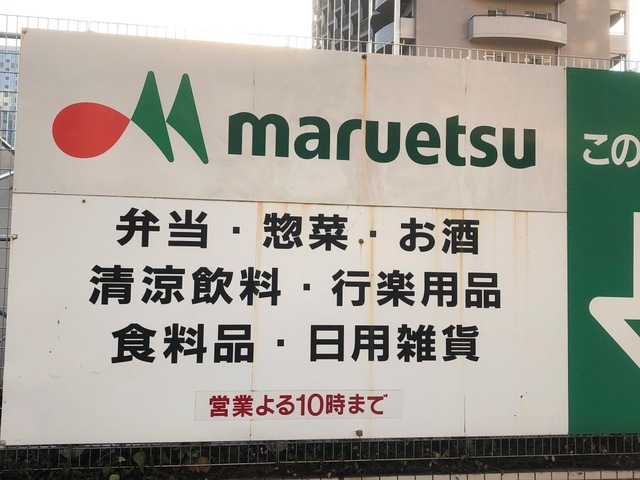 maruetsu
弁当・惣菜・お酒
清涼飲料・行楽用品
食料品・日用雑貨
営業よる10時まで
この